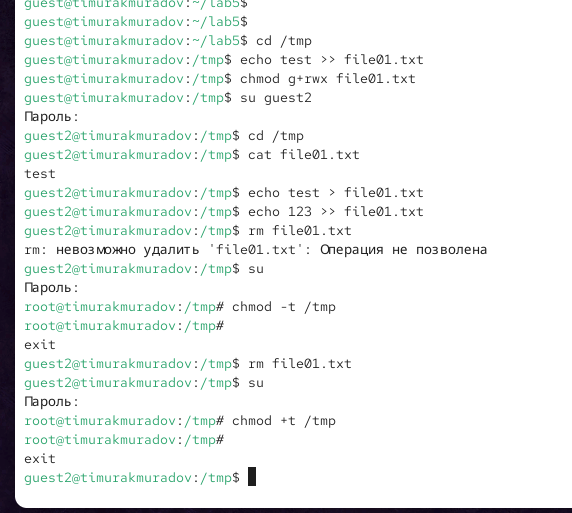 guest@timurakmuradov:~/lab5$
guest@timurakmuradov:~/lab5$
guest@timurakmuradov:~/lab5$ cd /tmp
guest@timurakmuradov:/tmp$ echo test >> file01.txt
guest@timurakmuradov:/tmp$ chmod g+rwx file01.txt
guest@timurakmuradov:/tmp$ su guest2
Пароль:
guest2@timurakmuradov:/tmp$ cd /tmp
guest2@timurakmuradov:/tmp$ cat file01.txt
test
guest2@timurakmuradov:/tmp$ echo test > file01.txt
guest2@timurakmuradov:/tmp$ echo 123 >> file01.txt
guest2@timurakmuradov:/tmp$ rm file01.txt
rm: невозможно удалить 'file01.txt': Операция не позволена
guest2@timurakmuradov:/tmp$ su
Пароль:
root@timurakmuradov:/tmp# chmod -t /tmp
root@timurakmuradov:/tmp#
exit
guest2@timurakmuradov:/tmp$ rm file01.txt
guest2@timurakmuradov:/tmp$ su
Пароль:
root@timurakmuradov:/tmp# chmod +t /tmp
root@timurakmuradov:/tmp#
exit
guest2@timurakmuradov:/tmp$